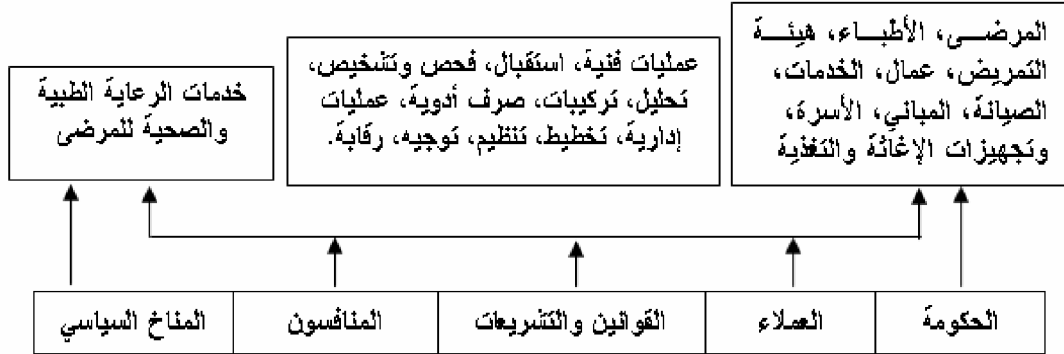 المرضى، الأطباء، هيئة
التمريض، عمال، الخدمات،
الصيانة، المباني، الأسرة،
وتجهيزات الإغاثة والتغذية
عمليات فنية، استقبال، فحص وتشخيص،
تحليل، تركيبات، صرف أدوية، عمليات
إدارية، تخطيط، تنظيم، توجيه، رقابة.
خدمات الرعاية الطبية
والصحية للمرضى
الحكومة
العملاء
القوانين والتشريعات
المنافسون
المناخ السياسي